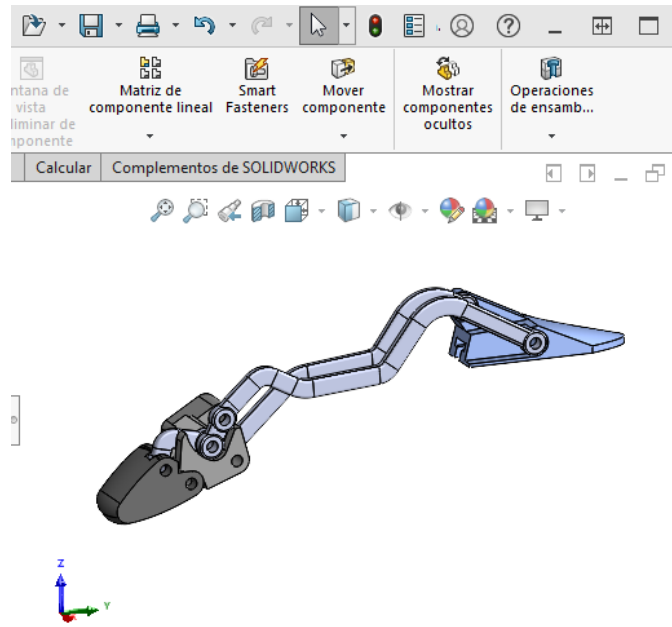 ntana de
vista
liminar de
mponente
Matriz de
componente lineal
Smart
Fasteners
Mover
componente
Mostrar
componentes
ocultos
Operaciones
de ensamb...
Calcular
Complementos de SOLIDWORKS
Z
Y